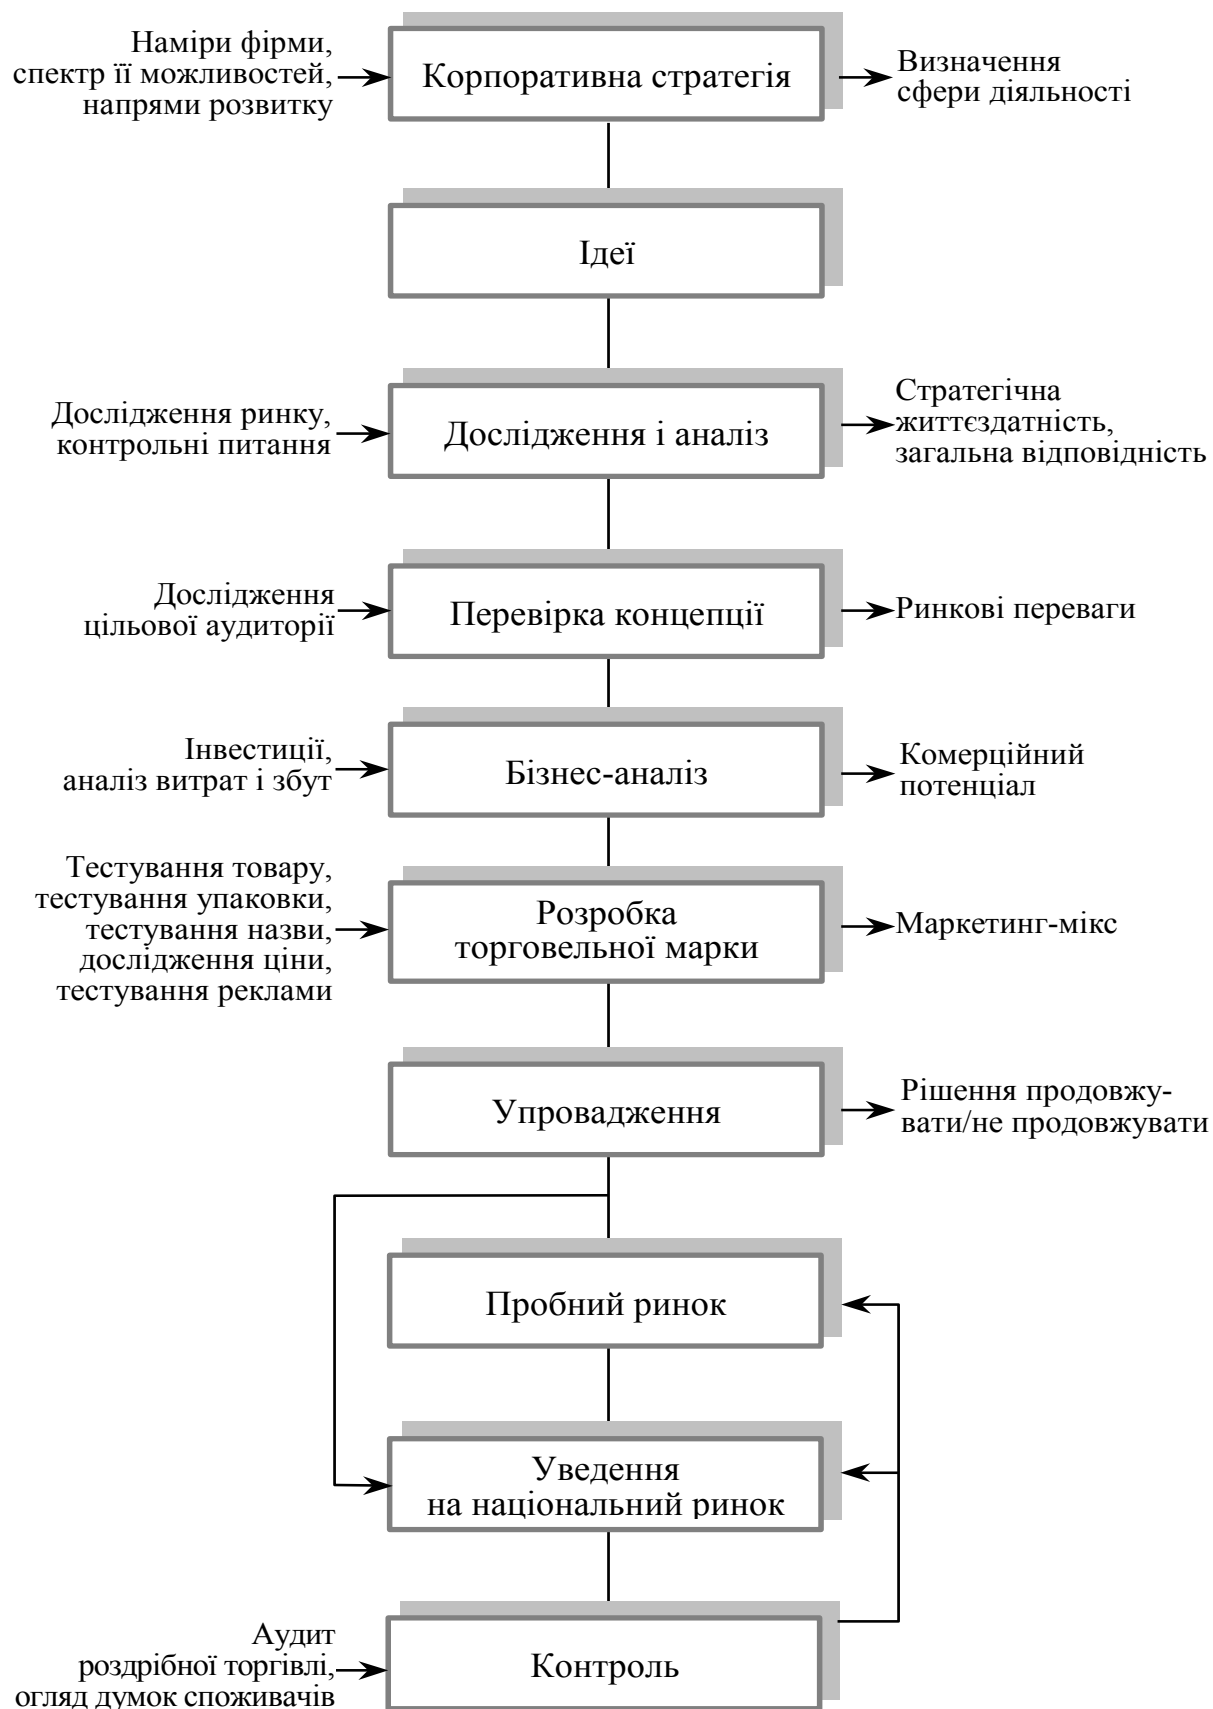 Наміри фірми,
спектр її можливостей,
напрями розвитку
Корпоративна стратегія
Визначення
сфери діяльності
Ідеї
Дослідження ринку,
контрольні питання
Дослідження і аналіз
Стратегічна
життєздатність,
загальна відповідність
Дослідження
цільової аудиторії
Перевірка концепції
Ринкові переваги
Інвестиції,
аналіз витрат і збут
Бізнес-аналіз
Комерційний
потенціал
Тестування товару,
тестування упаковки,
тестування назви,
дослідження ціни,
тестування реклами
Розробка
торговельної марки
Маркетинг-мікс
Упровадження
Рішення продовжу-
вати/не продовжувати
Пробний ринок
Уведення
на національний ринок
Аудит
роздрібної торгівлі,
огляд думок споживачів
Контроль